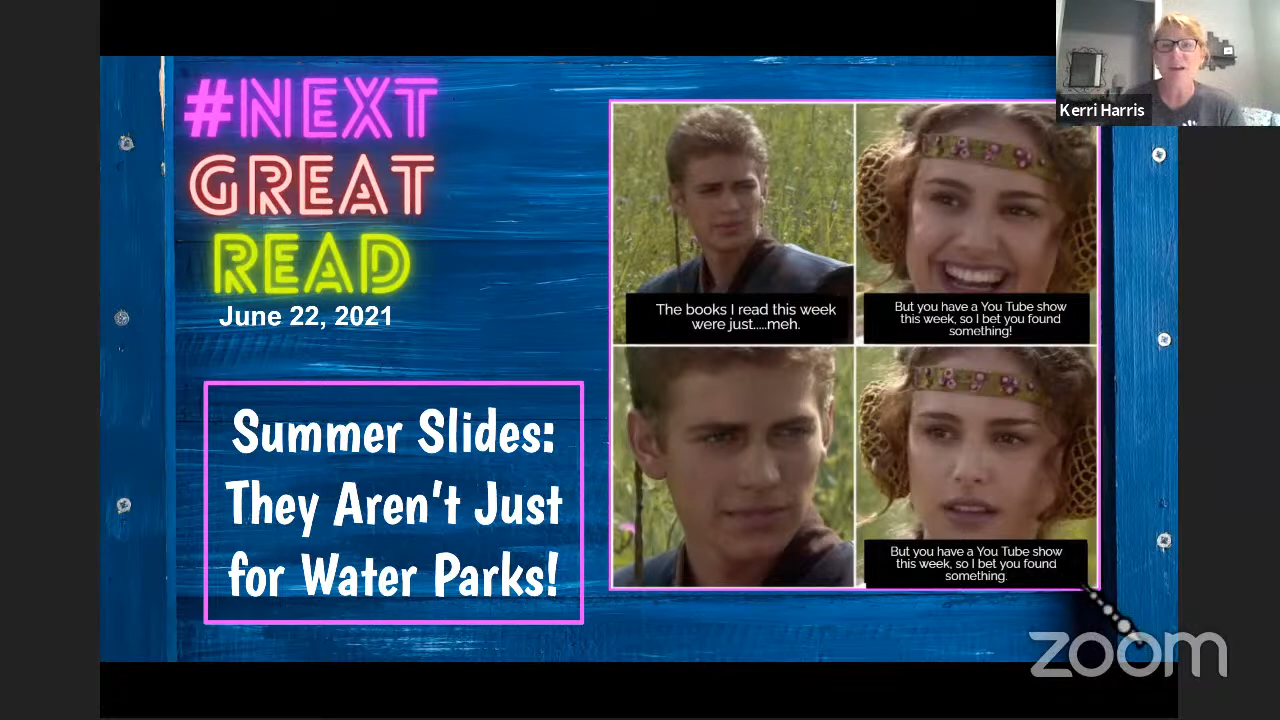 #NEXT
GREAT
READ
June 22, 2021
Summer Slides:
They Aren't Just
for Water Parks!
The books I read this week
were just.....meh.
But you have a You Tube show
this week, so I bet you found
something!
But you have a You Tube show
this week, so I bet you found
something.
Kerri Harris
zoom